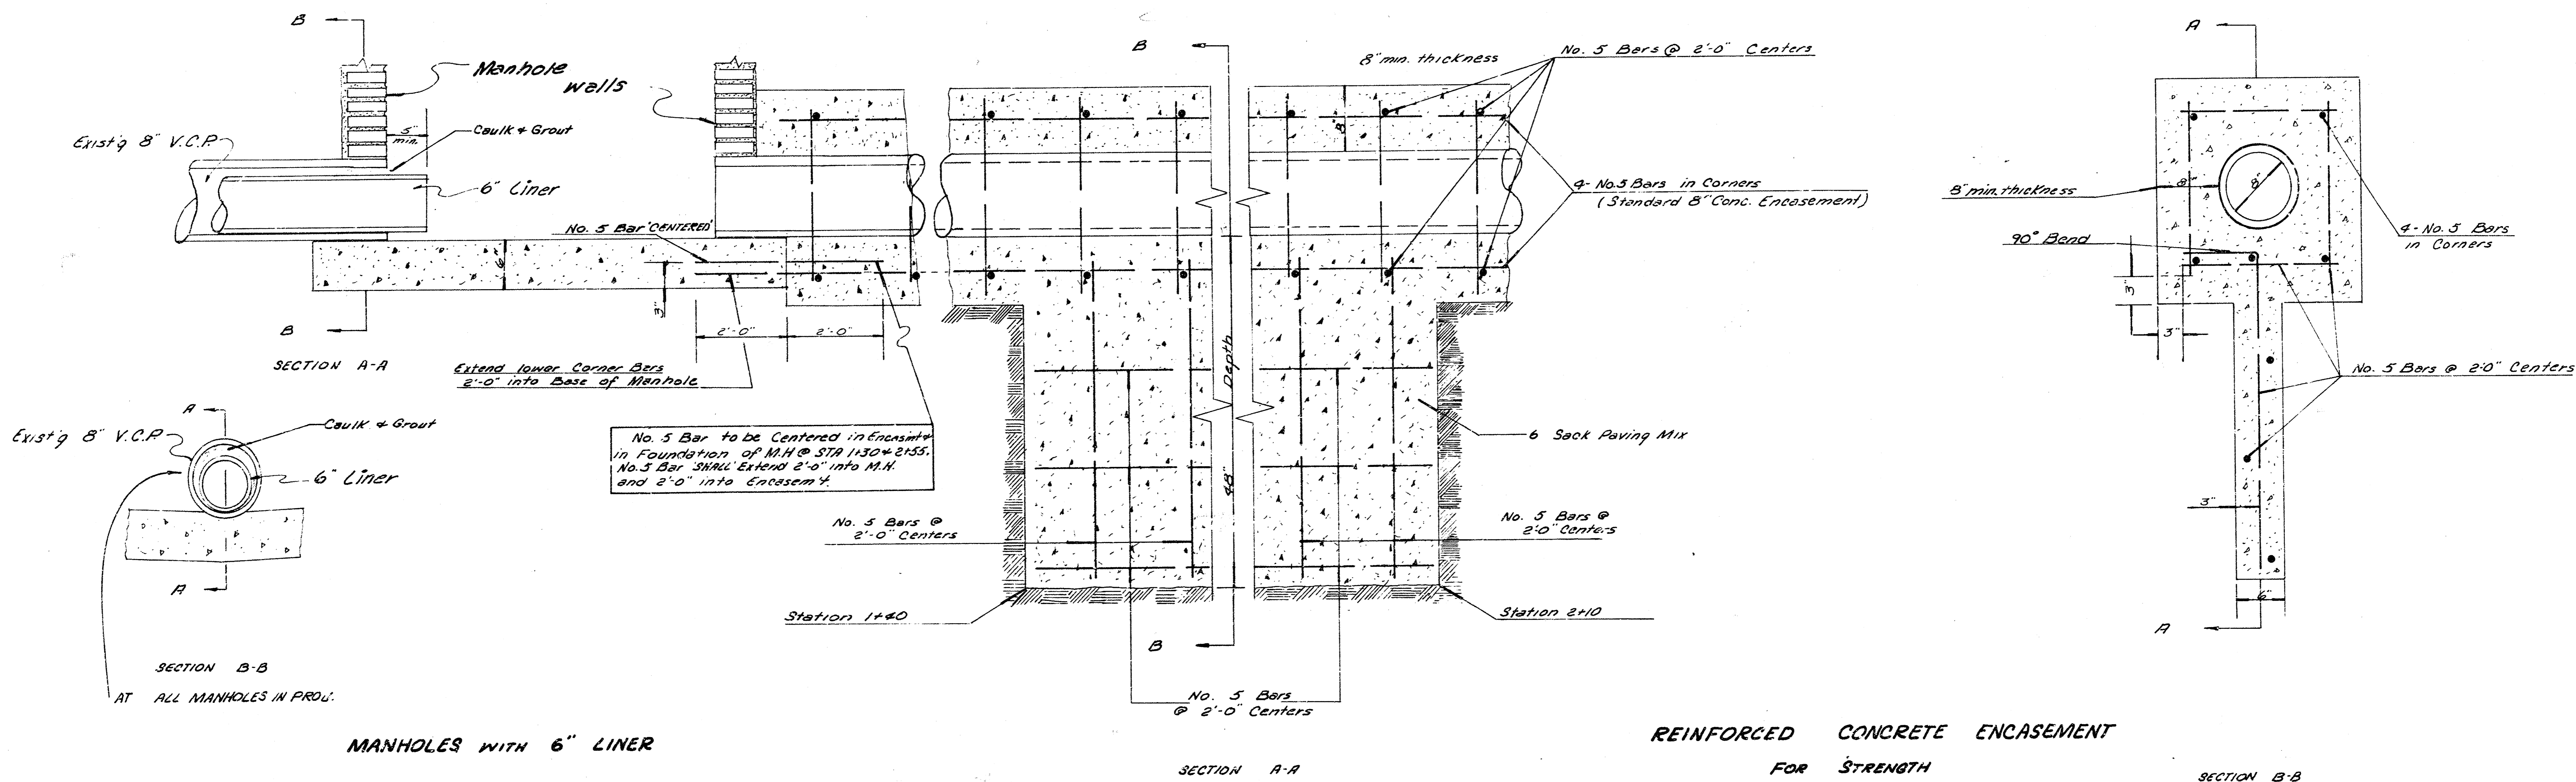 B
Manhole
walls
Exist'g 8" V.C.P.
5"
min.
Caulk & Grout
6" Liner
6"
B
SECTION A-A
A
Exist'g 8" V.C.P.
Caulk & Grout
6" Liner
A
SECTION B-B
AT ALL MANHOLES IN PROJ.
MANHOLES WITH 6" LINER
No. 5 Bar 'CENTERED'
3"
2'-0"
2'-0"
Extend lower Corner Bars
2'-0" into Base of Manhole
No. 5 Bar to be Centered in Encasm't &
in Foundation of M.H @ STA 1+30 & 2+55.
No. 5 Bar 'SHALL' Extend 2'-0" into M.H.
and 2'-0" into Encasem't.
B
8" min. thickness
No. 5 Bars @ 2'-0" Centers
8"
4- No. 5 Bars in Corners
(Standard 8" Conc. Encasement)
Depth
48"
6 Sack Paving Mix
No. 5 Bars @
2'-0" Centers
No. 5 Bars @
2'-0" Centers
Station 1+40
Station 2+10
B
No. 5 Bars
@ 2'-0" Centers
SECTION A-A
REINFORCED CONCRETE ENCASEMENT
FOR STRENGTH
A
8" min. thickness
8"
8"
90° Bend
4- No. 5 Bars
in Corners
3"
3"
No. 5 Bars @ 2'-0" Centers
3"
6"
A
SECTION B-B